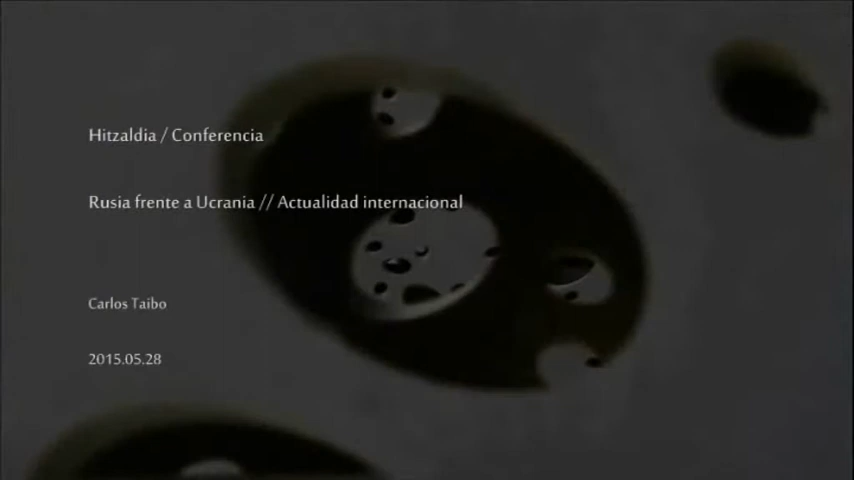 Hitzaldia / Conferencia
Rusia frente a Ucrania // Actualidad internacional
Carlos Taibo
2015.05.28